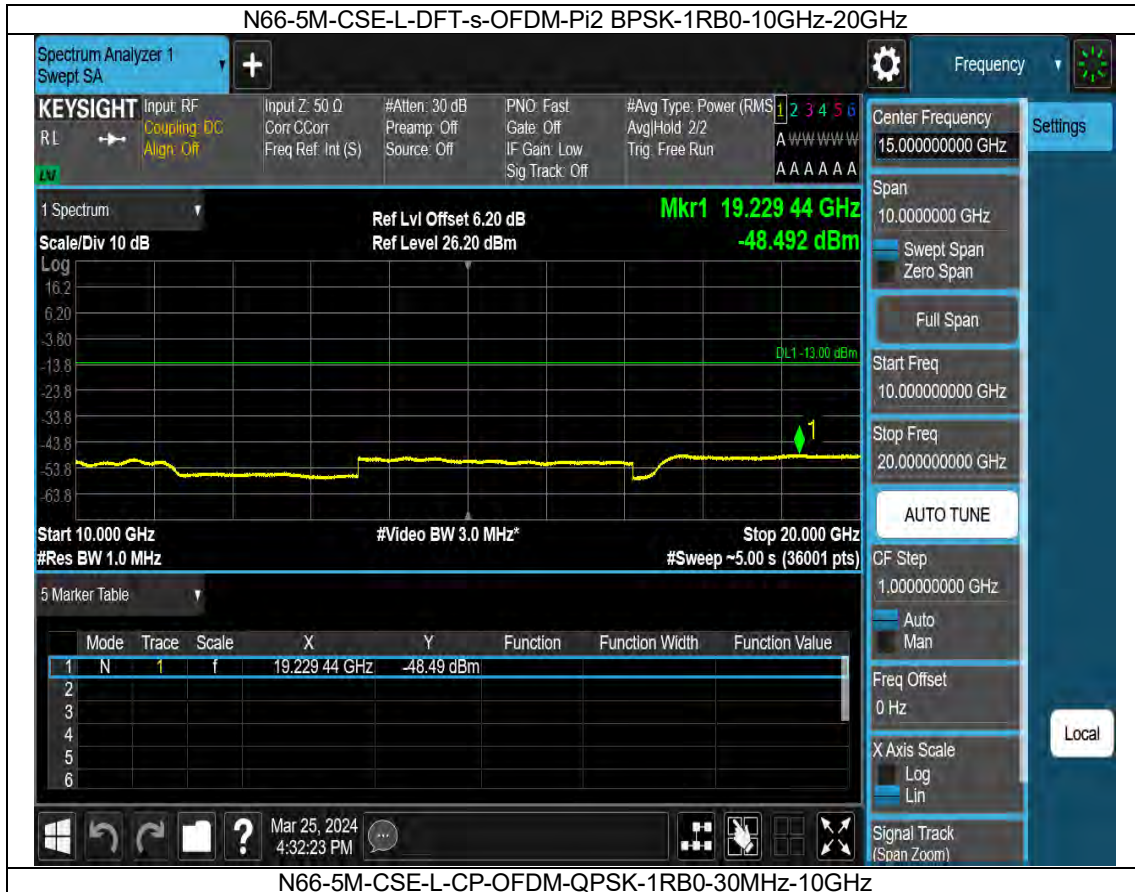 N66-5M-CSE-L-DFT-s-OFDM-Pi2 BPSK-1RB0-10GHz-20GHz
Spectrum Analyzer 1
Swept SA
+
Frequency
KEYSIGHT
RL
Input: RF
Coupling: DC
Align: Off
Input Z: 50 Ω
Corr CCorr
Freq Ref: Int (S)
#Atten: 30 dB
Preamp: Off
Source: Off
PNO: Fast
Gate: Off
IF Gain: Low
Sig Track: Off
#Avg Type: Power (RMS
Avg|Hold: 2/2
Trig: Free Run
1 2 3 4 5 6
A W W W W W
A A A A A A
1 Spectrum
Scale/Div 10 dB
Ref Lvl Offset 6.20 dB
Ref Level 26.20 dBm
Mkr1 19.229 44 GHz
-48.492 dBm
Log
16.2
6.20
-3.80
-13.8
-23.8
-33.8
-43.8
-53.8
-63.8
DL1 -13.00 dBm
1
Start 10.000 GHz
#Video BW 3.0 MHz*
Stop 20.000 GHz
#Res BW 1.0 MHz
#Sweep ~5.00 s (36001 pts)
5 Marker Table
Mode Trace Scale X Y Function Function Width Function Value
1 N 1 f 19.229 44 GHz -48.49 dBm
2
3
4
5
6
Center Frequency
15.000000000 GHz
Settings
Span
10.0000000 GHz
Swept Span
Zero Span
Full Span
Start Freq
10.000000000 GHz
Stop Freq
20.000000000 GHz
AUTO TUNE
CF Step
1.000000000 GHz
Auto
Man
Freq Offset
0 Hz
X Axis Scale
Log
Lin
Local
Signal Track
(Span Zoom)
?
Mar 25, 2024
4:32:23 PM
N66-5M-CSE-L-CP-OFDM-QPSK-1RB0-30MHz-10GHz